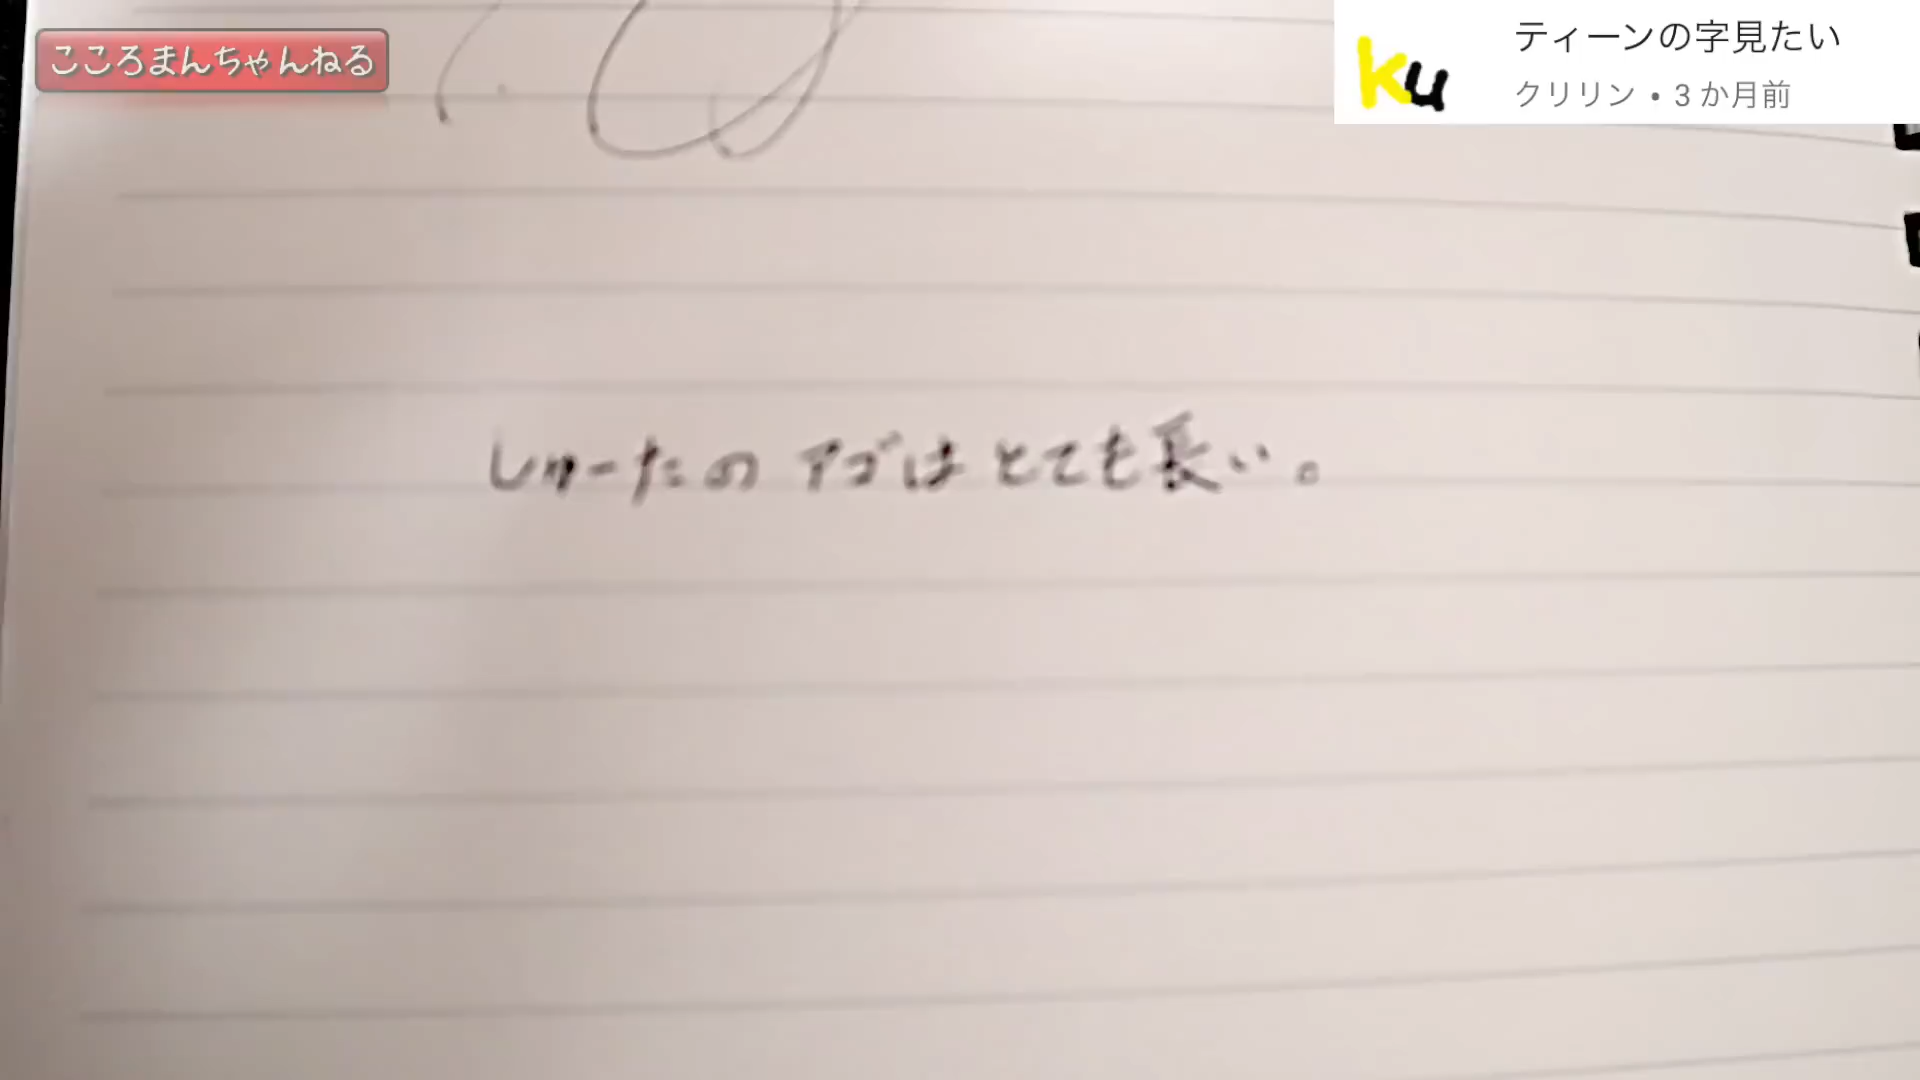 こころまんちゃんねる
ku
ティーンの字見たい
クリリン • 3 か月前
しゅーたの アゴは とても長い。